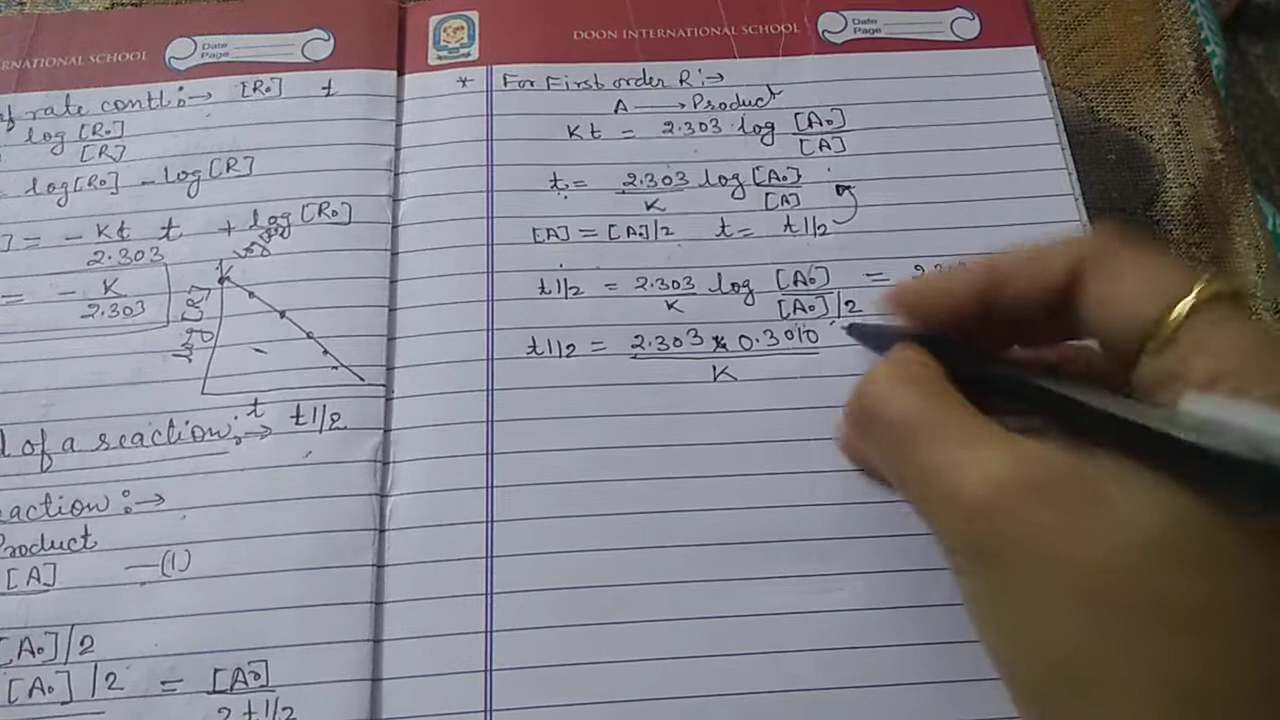 RNATIONAL SCHOOL
Date
Page
of rate contt:→ [R₀] t
log [R₀]
[R]
log[R₀] - log[R]
] = - Kt t + log [R₀]
2.303
= - K
2.303
t
l of a reaction:→ t1/2
eaction :→
Product
[A] —(1)
[A₀]/2
[A₀] /2 = [A₀]
2 t1/2
DOON INTERNATIONAL SCHOOL
Date
Page
* For First order R:→
A → Product
Kt = 2.303 log [A₀]
[A]
t = 2.303 log [A₀]
K [A]
[A] = [A]/2 t = t1/2
t1/2 = 2.303 log [A₀] =
K [A₀]/2
t1/2 = 2.303 x 0.3010
K